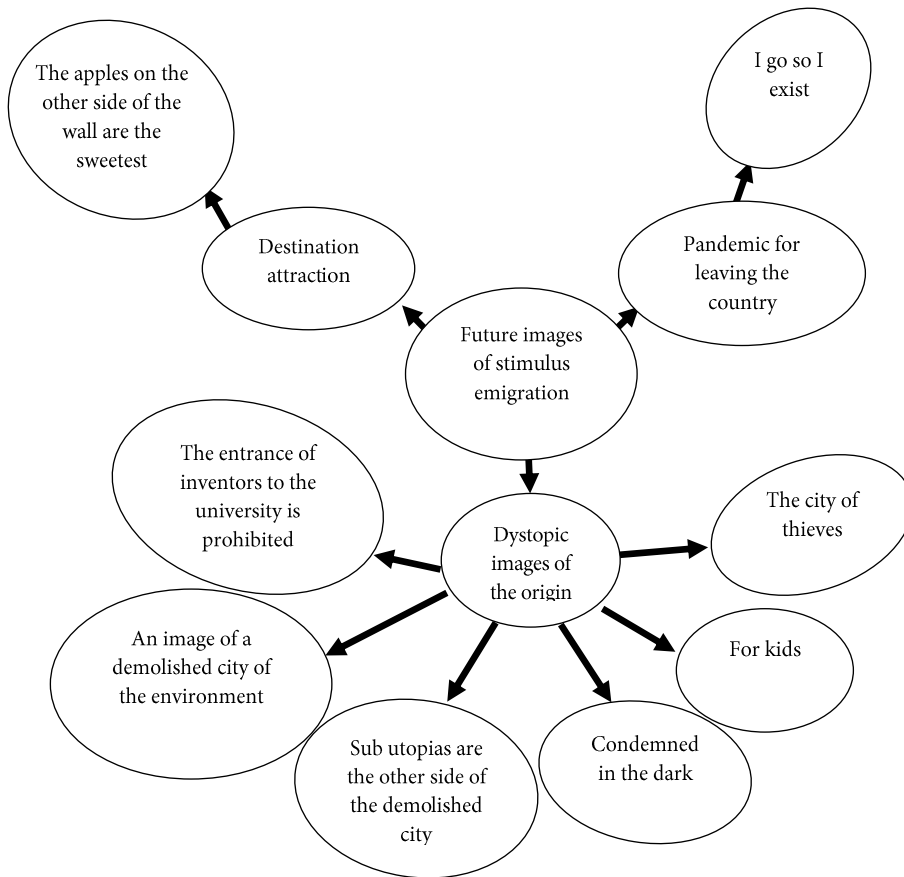 The apples on the
other side of the
wall are the
sweetest
I go so I
exist
Destination
attraction
Pandemic for
leaving the
country
Future images
of stimulus
emigration
The entrance of
inventors to the
university is
prohibited
Dystopic
images of
the origin
The city of
thieves
An image of a
demolished city of
the environment
For kids
Sub utopias are
the other side of
the demolished
city
Condemned
in the dark